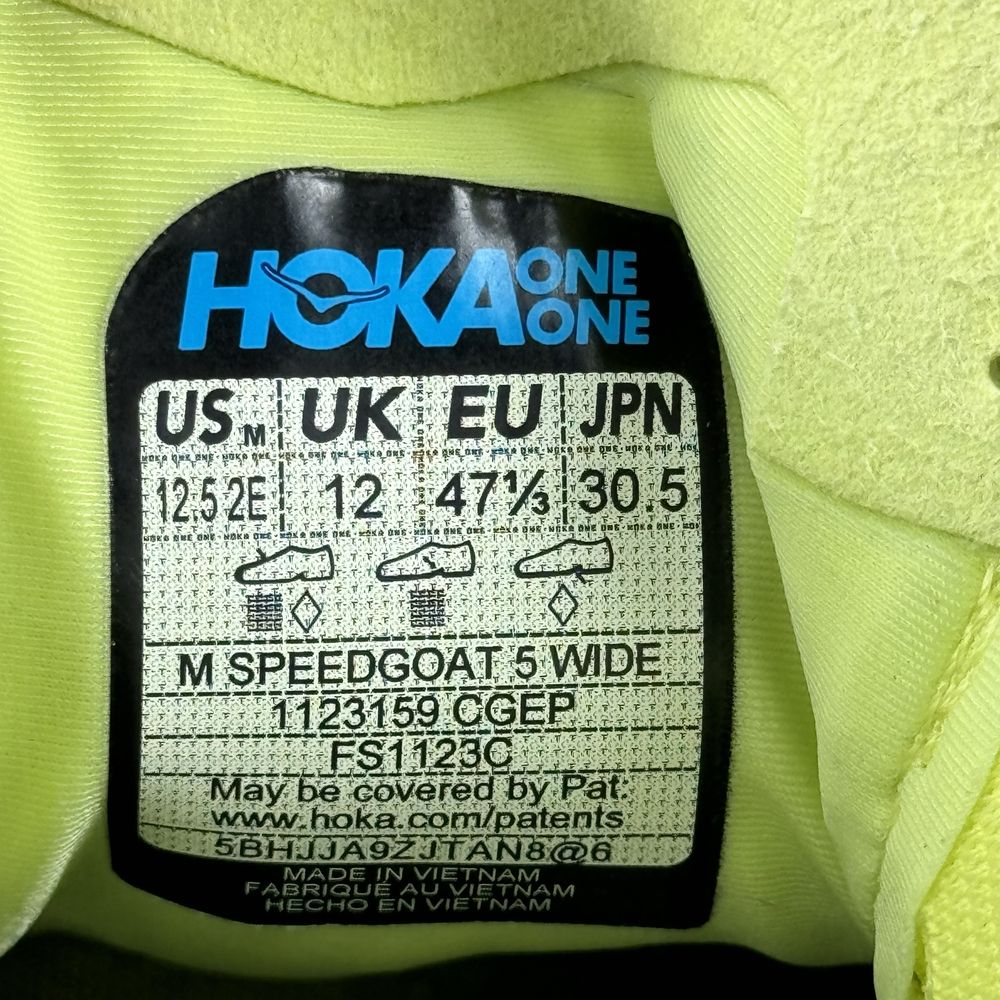 HOKA ONE ONE
US M UK EU JPN
12.5 2E 12 47⅓ 30.5
M SPEEDGOAT 5 WIDE
1123159 CGEP
FS1123C
May be covered by Pat:
www.hoka.com/patents
5BHJJA9ZJTAN8@6
MADE IN VIETNAM
FABRIQUÉ AU VIETNAM
HECHO EN VIETNAM